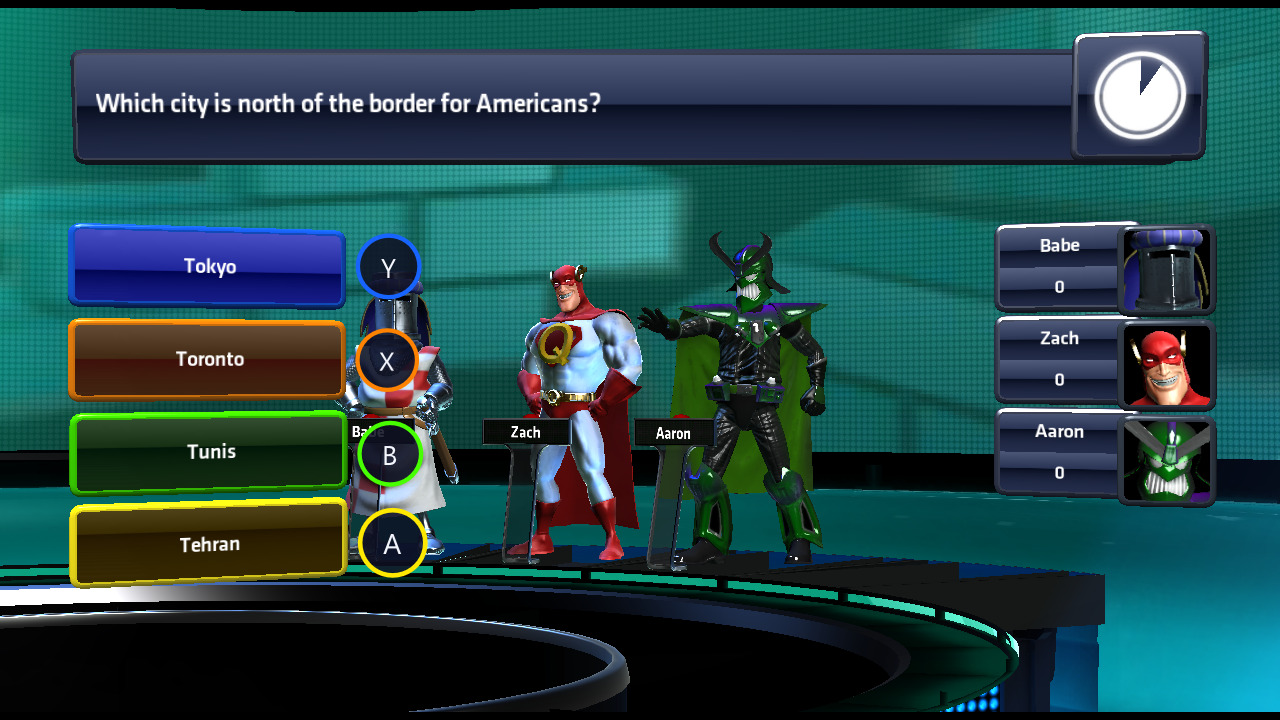 Which city is north of the border for Americans?
Tokyo
Y
Toronto
X
Tunis
B
Tehran
A
Q
Babe
Zach
Aaron
Babe
0
Zach
0
Aaron
0